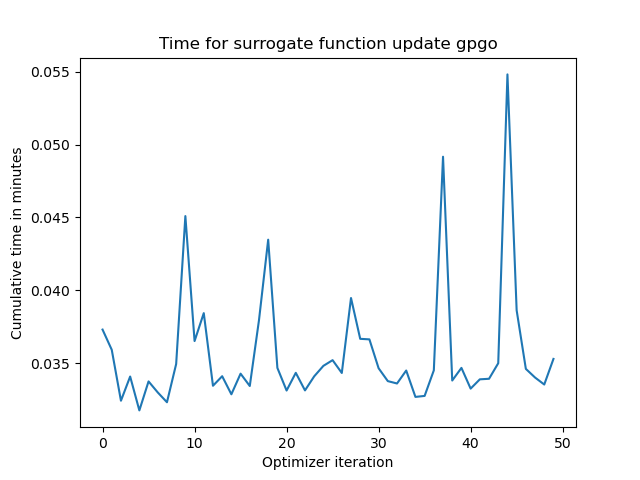 Time for surrogate function update gpgo
Cumulative time in minutes
0.055
0.050
0.045
0.040
0.035
0 10 20 30 40 50
Optimizer iteration